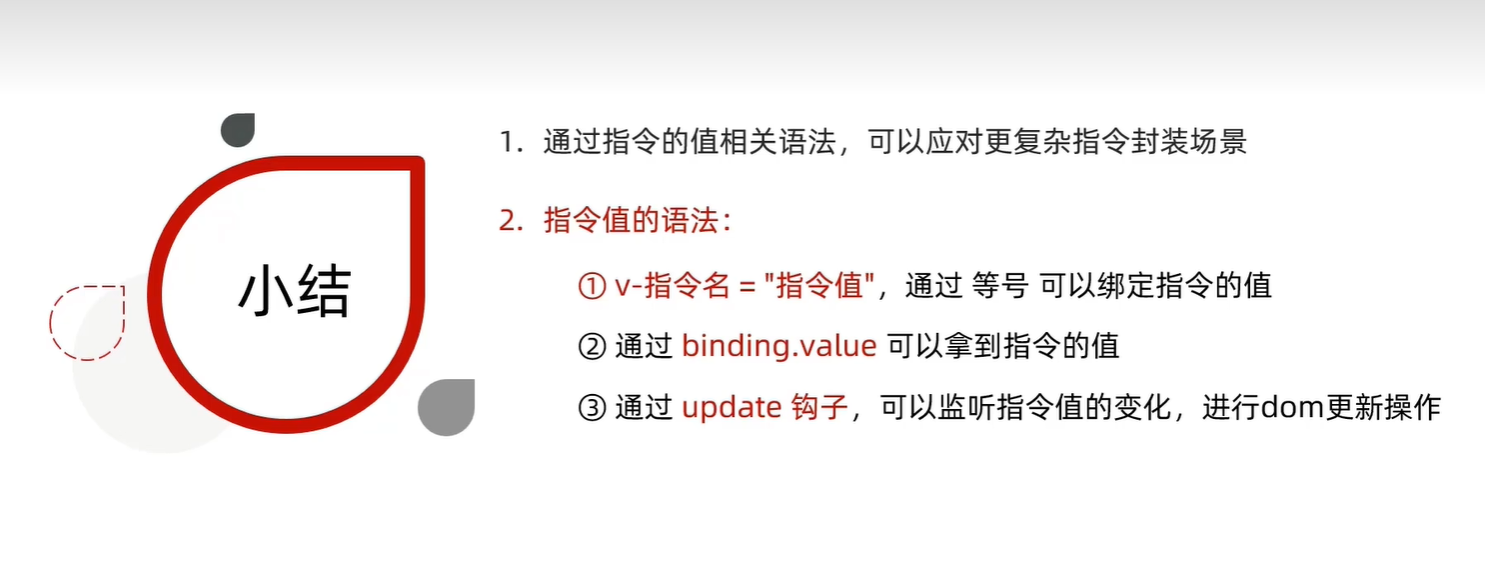 小结
1. 通过指令的值相关语法，可以应对更复杂指令封装场景
2. 指令值的语法：
① v-指令名 = "指令值"，通过 等号 可以绑定指令的值
② 通过 binding.value 可以拿到指令的值
③ 通过 update 钩子，可以监听指令值的变化，进行dom更新操作